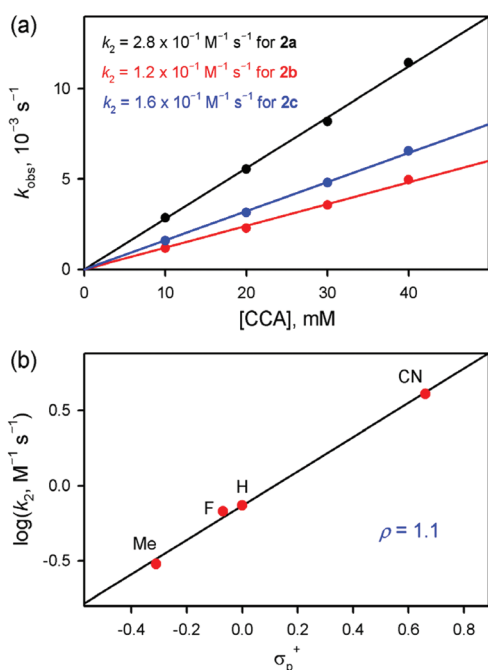 (a)
k₂ = 2.8 x 10⁻¹ M⁻¹ s⁻¹ for 2a
k₂ = 1.2 x 10⁻¹ M⁻¹ s⁻¹ for 2b
k₂ = 1.6 x 10⁻¹ M⁻¹ s⁻¹ for 2c
10
5
0
k_obs, 10⁻³ s⁻¹
0 10 20 30 40
[CCA], mM
(b)
CN
H
F
Me
ρ = 1.1
0.5
0.0
-0.5
log(k₂, M⁻¹ s⁻¹)
-0.4 -0.2 0.0 0.2 0.4 0.6 0.8
σₚ⁺